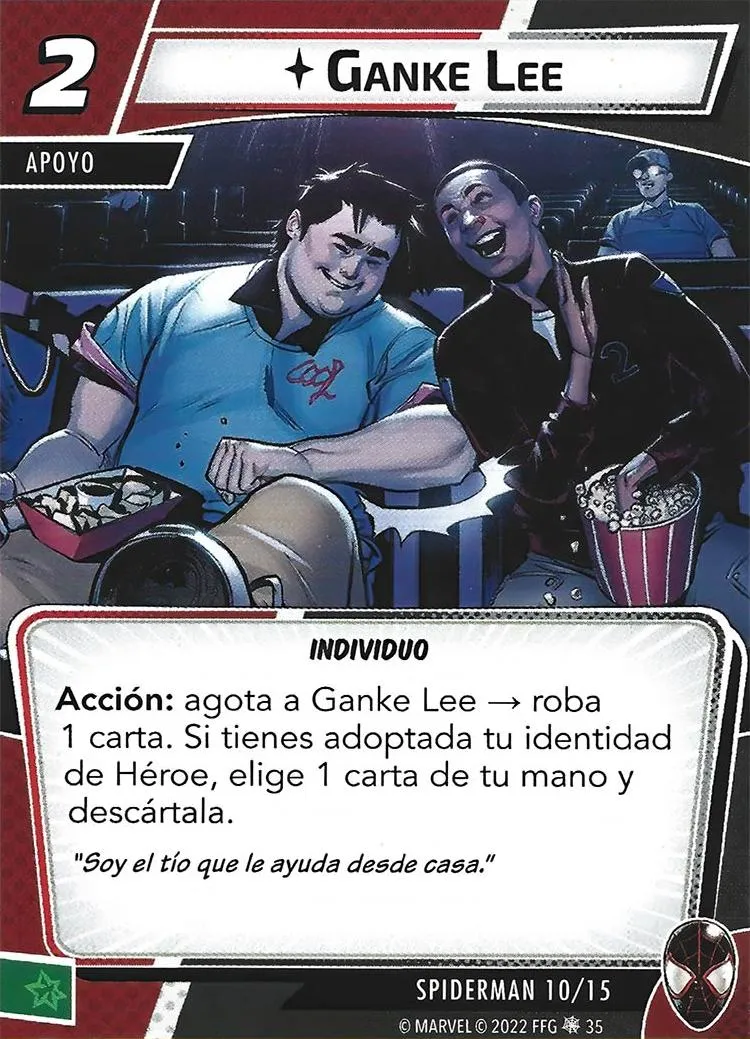 2
GANKE LEE
APOYO
Cool
2
INDIVIDUO
Acción: agota a Ganke Lee → roba
1 carta. Si tienes adoptada tu identidad
de Héroe, elige 1 carta de tu mano y
descártala.
"Soy el tío que le ayuda desde casa."
SPIDERMAN 10/15
© MARVEL © 2022 FFG 35